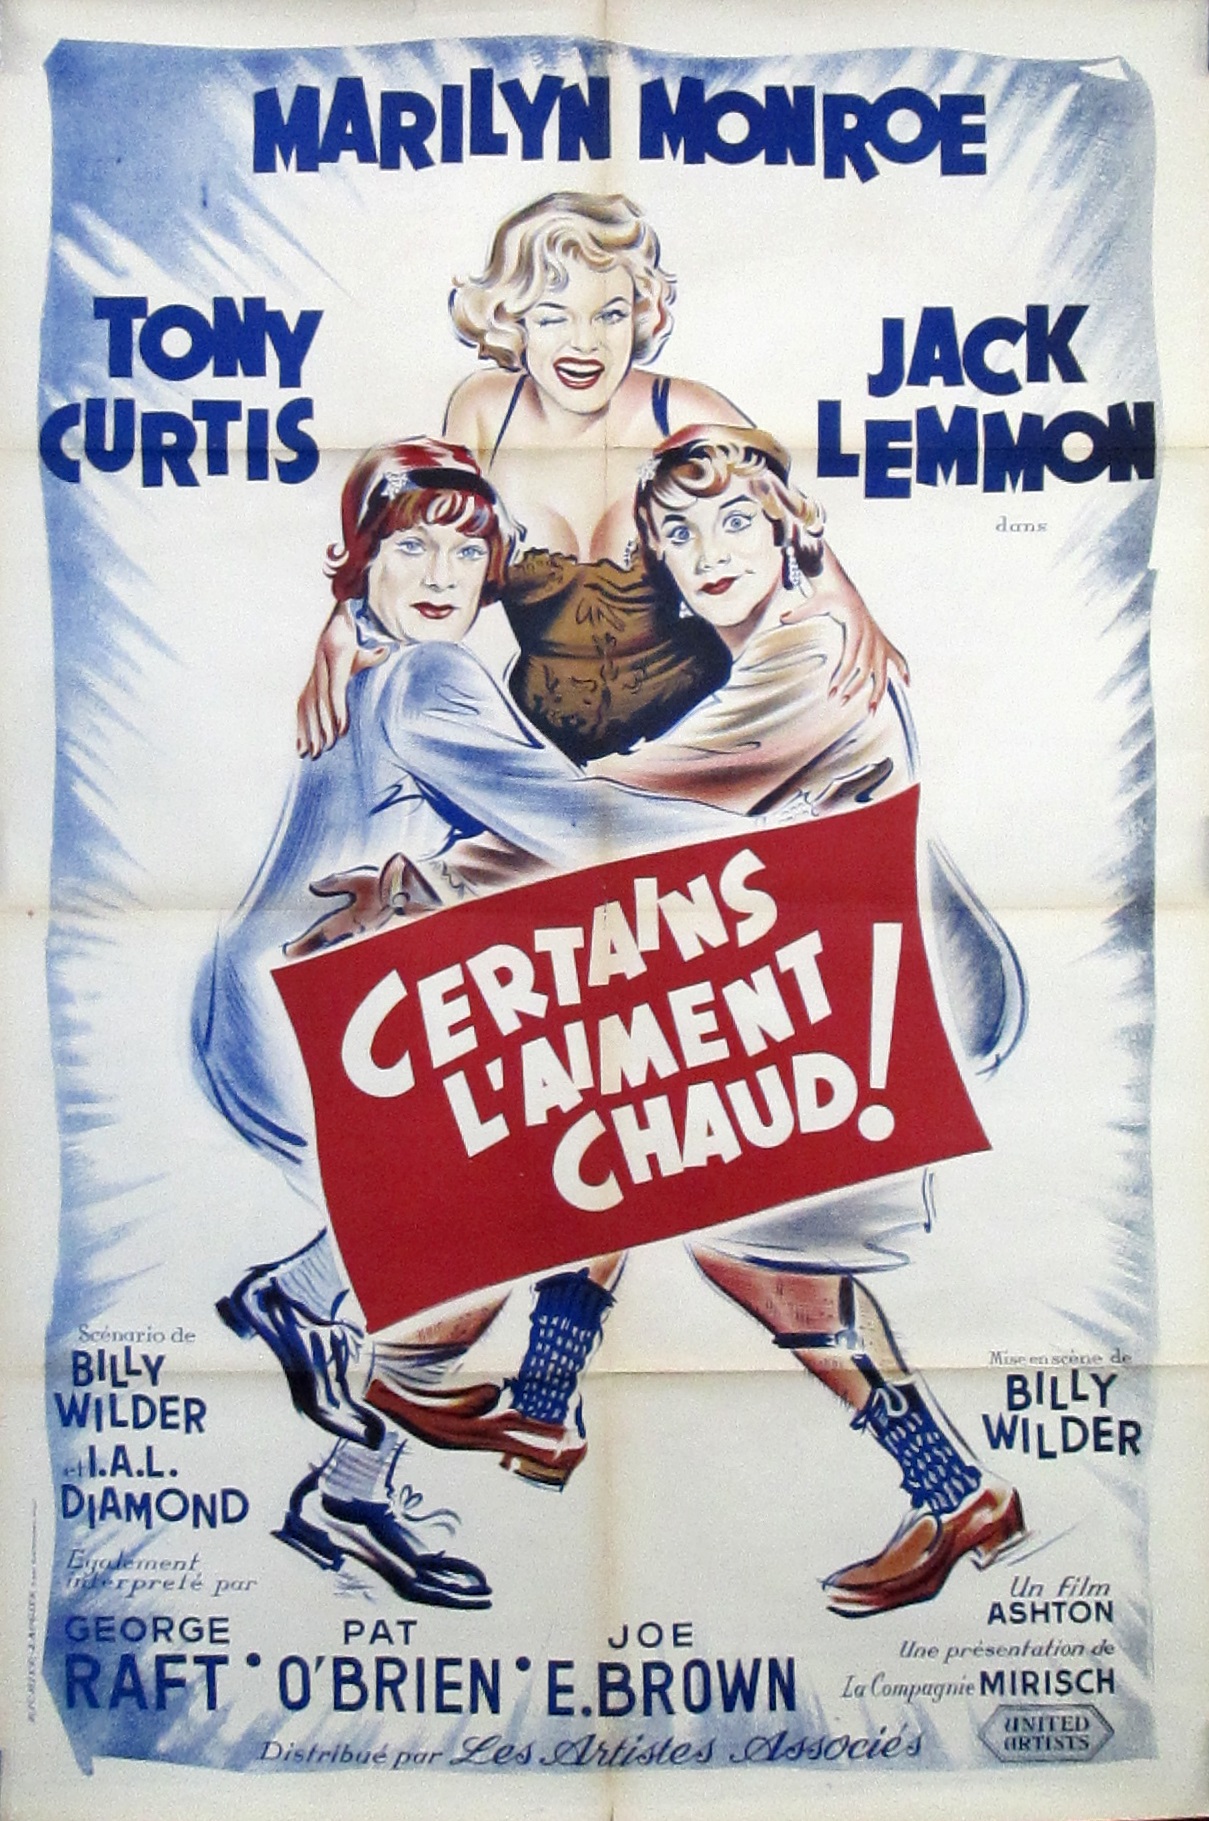 MARILYN MONROE
TONY
CURTIS
JACK
LEMMON
dans
CERTAINS
L'AIMENT
CHAUD!
Scénario de
BILLY
WILDER
et I.A.L.
DIAMOND
Mise en scène de
BILLY
WILDER
Egalement
interpreté par
GEORGE
RAFT •
PAT
O'BRIEN •
JOE
E. BROWN
Un film
ASHTON
Une présentation de
La Compagnie MIRISCH
UNITED
ARTISTS
Distribué par Les Artistes Associés